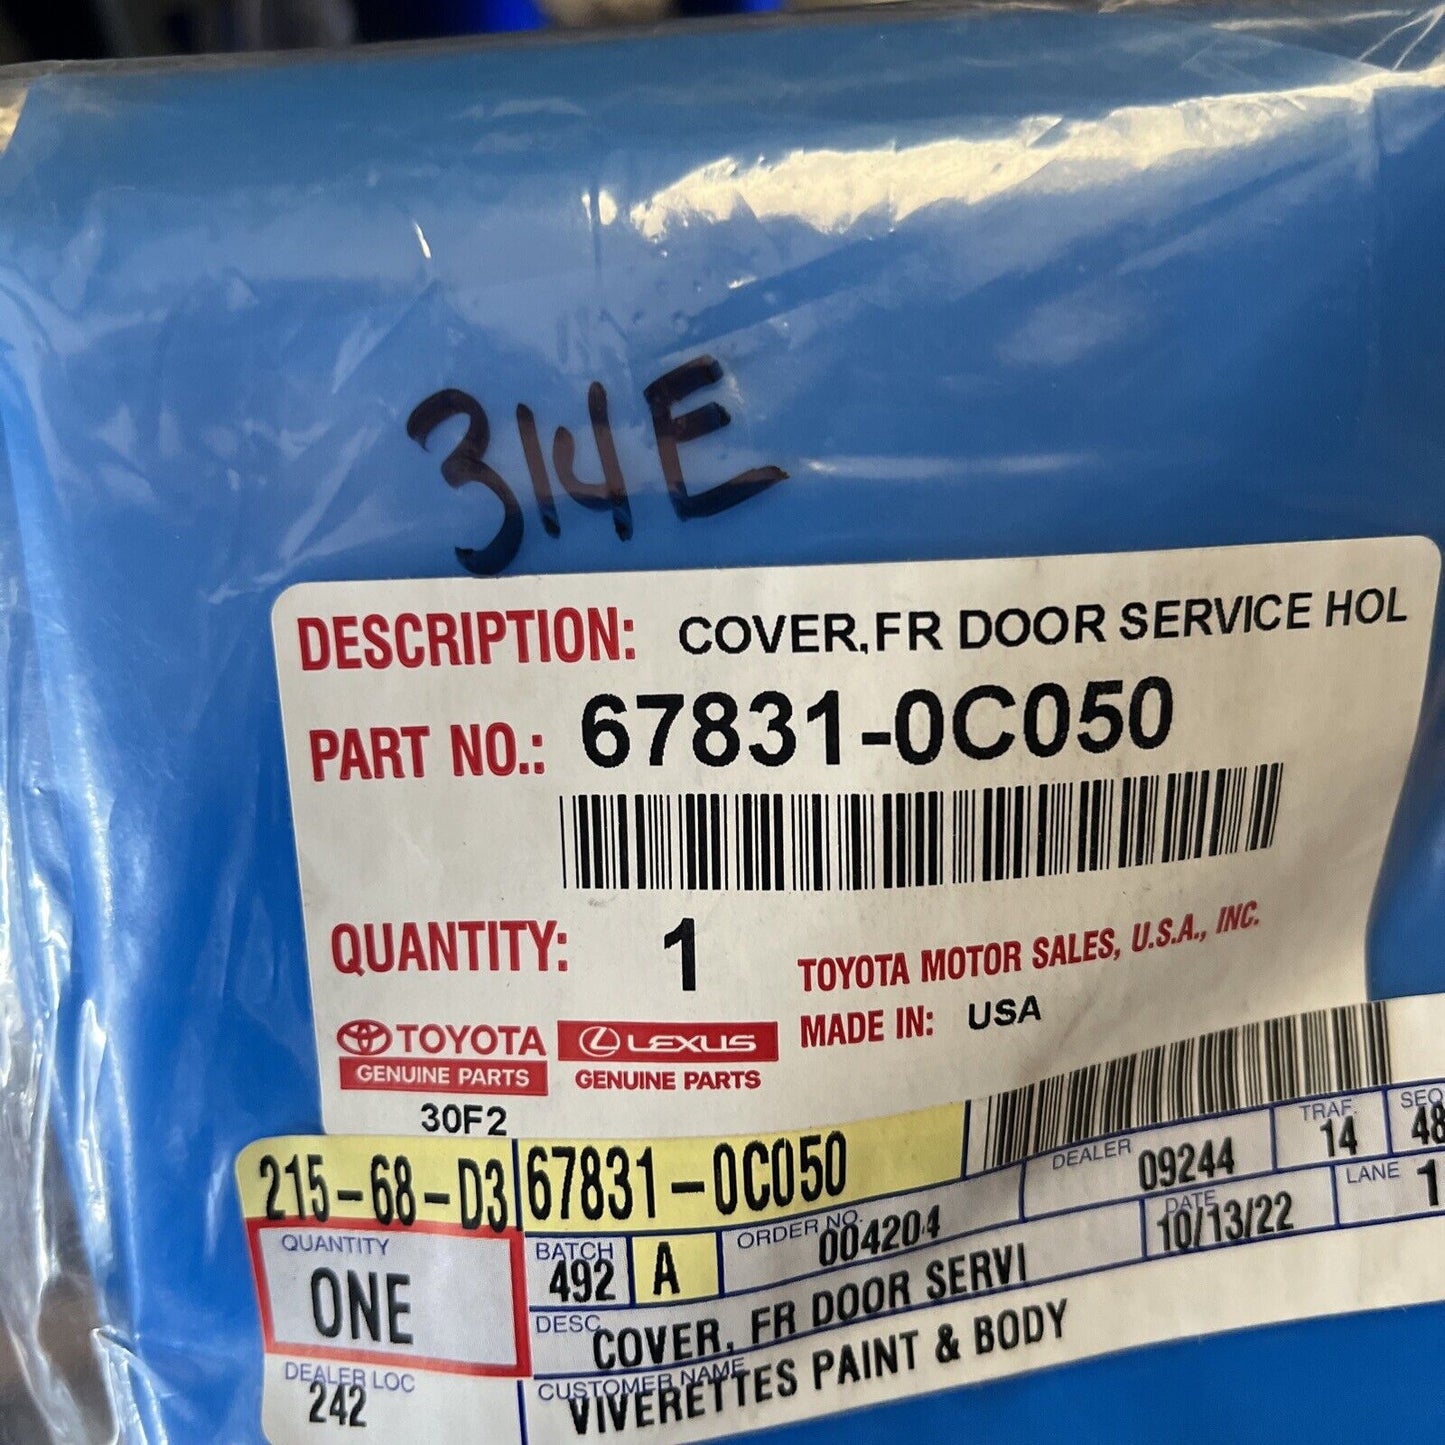 314E
DESCRIPTION: COVER,FR DOOR SERVICE HOL
PART NO.: 67831-0C050
QUANTITY: 1
TOYOTA MOTOR SALES, U.S.A., INC.
MADE IN: USA
TOYOTA
GENUINE PARTS
LEXUS
GENUINE PARTS
30F2
215-68-D3 67831-0C050
QUANTITY
ONE
BATCH
492 A
ORDER NO.
004204
DEALER
09244
TRAF.
14
SEQ
48
DATE
10/13/22
LANE 1
DESC.
COVER, FR DOOR SERVI
DEALER LOC
242
CUSTOMER NAME
VIVERETTES PAINT & BODY